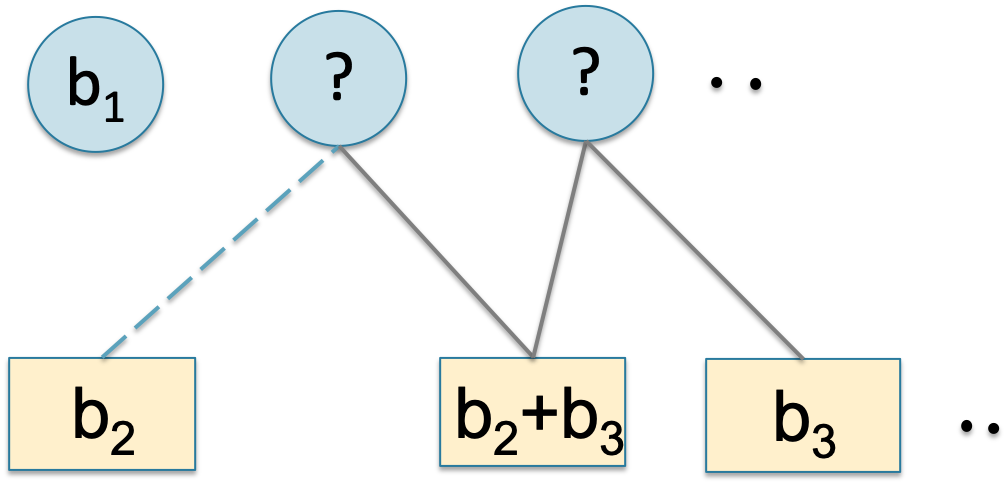 b₁ ? ? ..
b₂ b₂+b₃ b₃ ..